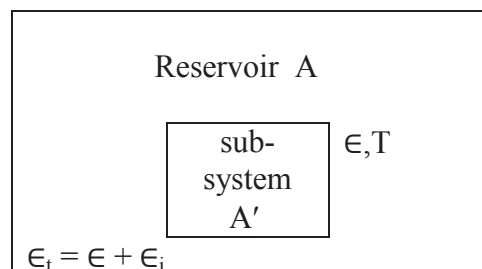 Reservoir A
sub-
system
A′
∈,T
∈t = ∈ + ∈i